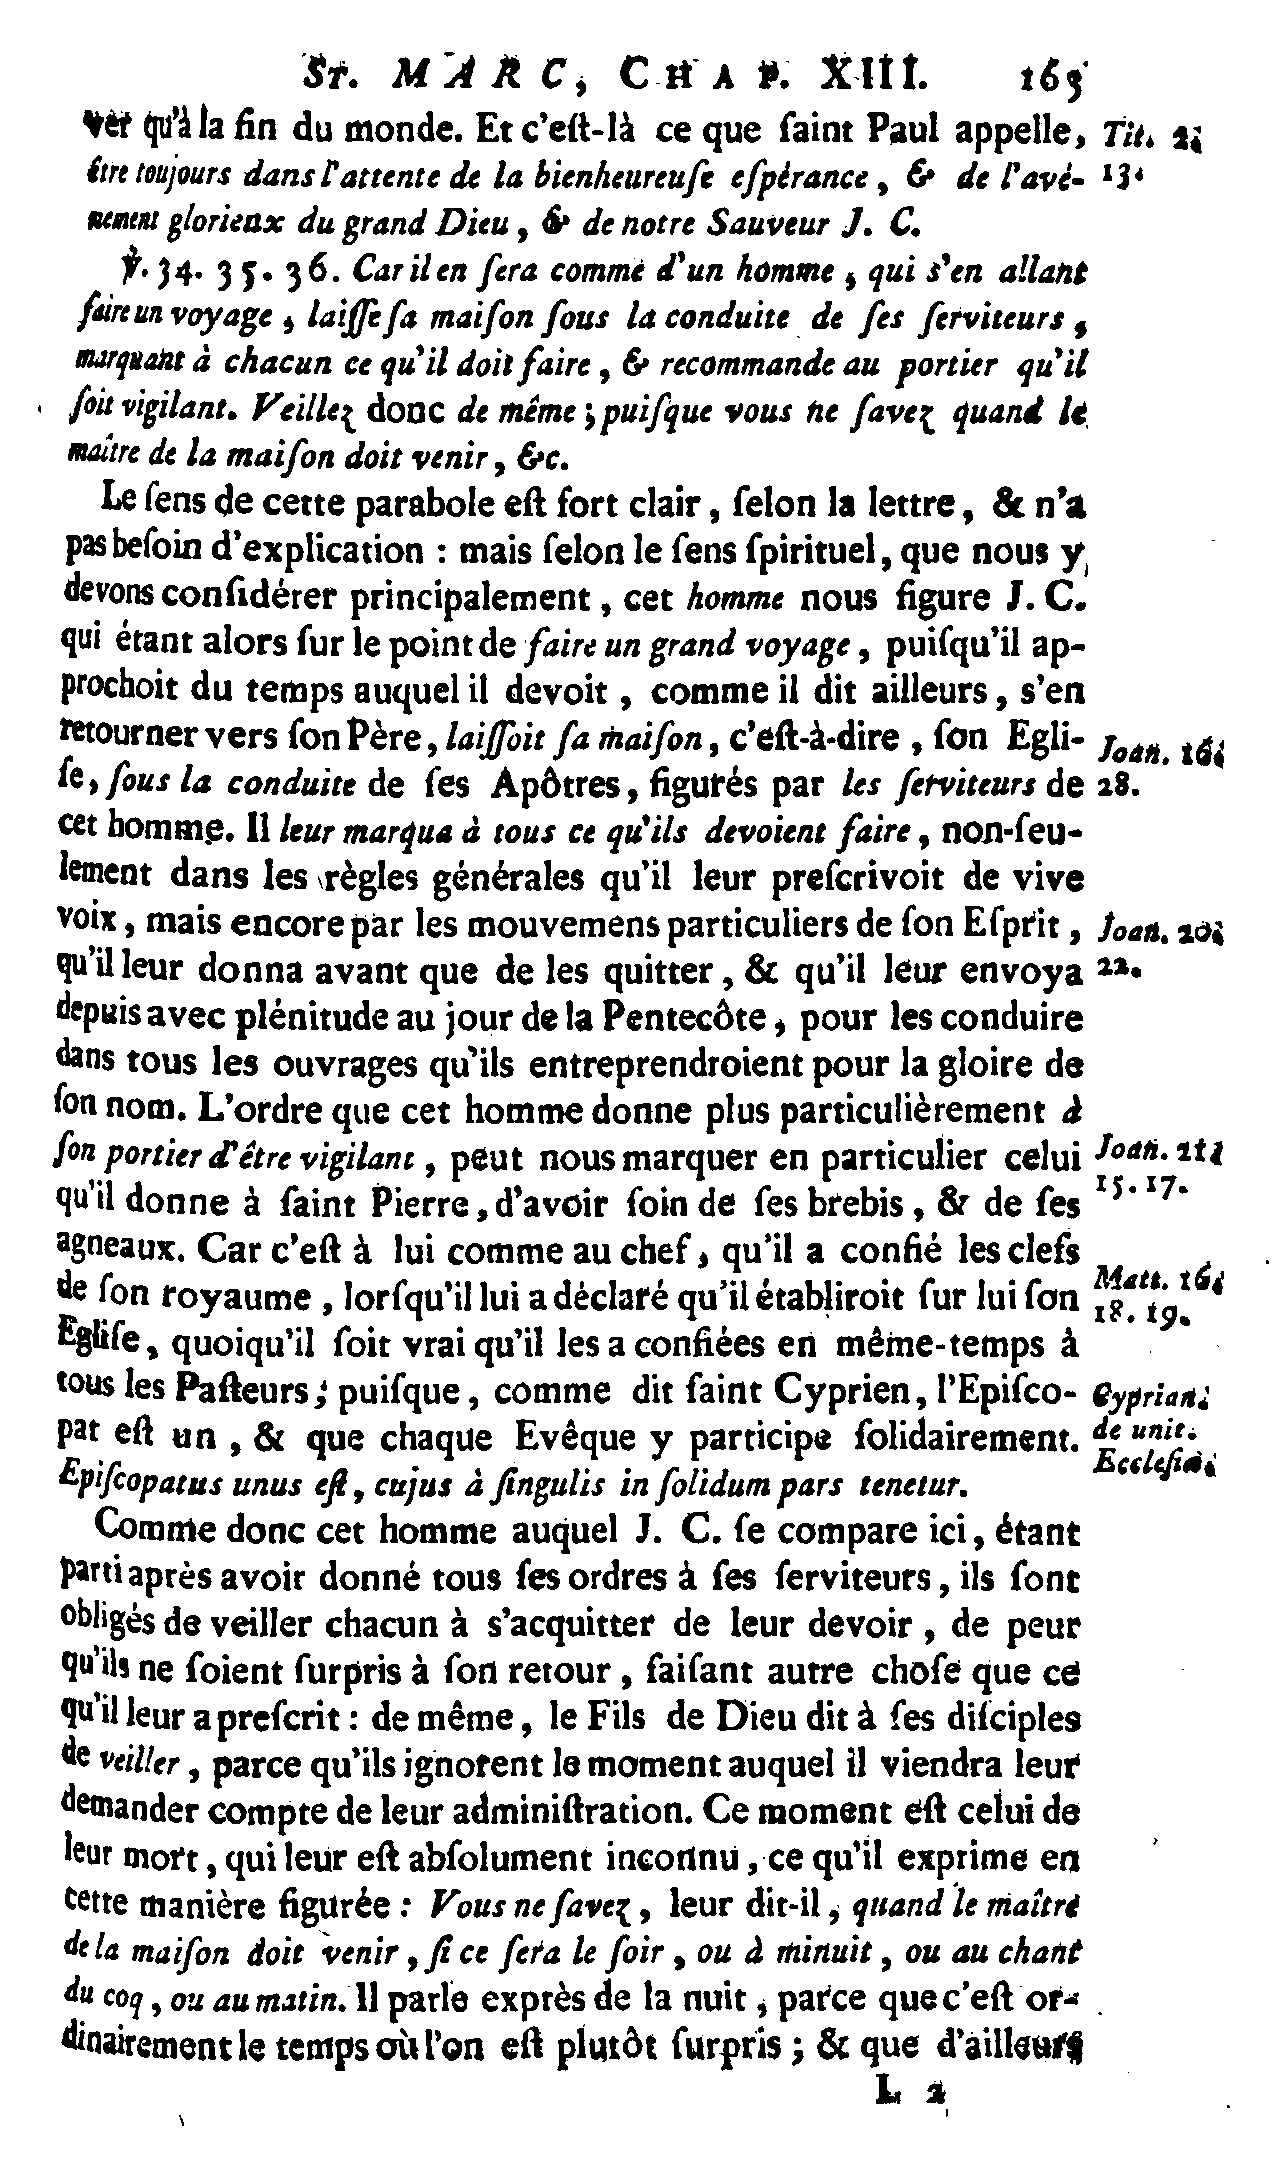 St. MARC, CHAP. XIII. 163
ver qu'à la fin du monde. Et c'eſt-là ce que ſaint Paul appelle, Tit. 2.
être toujours dans l'attente de la bienheureuſe eſpérance, & de l'avé- 13.
nement glorieux du grand Dieu, & de notre Sauveur J. C.
℣. 34. 35. 36. Car il en ſera comme d'un homme, qui s'en allant
faire un voyage, laiſſe ſa maiſon ſous la conduite de ſes ſerviteurs,
marquant à chacun ce qu'il doit faire, & recommande au portier qu'il
ſoit vigilant. Veillez donc de même; puiſque vous ne ſavez quand le
maître de la maiſon doit venir, &c.
Le ſens de cette parabole eſt fort clair, ſelon la lettre, & n'a
pas beſoin d'explication : mais ſelon le ſens ſpirituel, que nous y
devons conſidérer principalement, cet homme nous figure J. C.
qui étant alors ſur le point de faire un grand voyage, puiſqu'il ap-
prochoit du temps auquel il devoit, comme il dit ailleurs, s'en
retourner vers ſon Père, laiſſoit ſa maiſon, c'eſt-à-dire, ſon Egli- Joan. 16.
ſe, ſous la conduite de ſes Apôtres, figurés par les ſerviteurs de 28.
cet homme. Il leur marqua à tous ce qu'ils devoient faire, non-ſeu-
lement dans les règles générales qu'il leur preſcrivoit de vive
voix, mais encore par les mouvemens particuliers de ſon Eſprit, Joan. 20.
qu'il leur donna avant que de les quitter, & qu'il leur envoya 22.
depuis avec plénitude au jour de la Pentecôte, pour les conduire
dans tous les ouvrages qu'ils entreprendroient pour la gloire de
ſon nom. L'ordre que cet homme donne plus particulièrement à
ſon portier d'être vigilant, peut nous marquer en particulier celui Joan. 21.
qu'il donne à ſaint Pierre, d'avoir ſoin de ſes brebis, & de ſes 15. 17.
agneaux. Car c'eſt à lui comme au chef, qu'il a confié les clefs
de ſon royaume, lorſqu'il lui a déclaré qu'il établiroit ſur lui ſon Matt. 16.
18. 19.
Egliſe, quoiqu'il ſoit vrai qu'il les a confiées en même-temps à
tous les Paſteurs; puiſque, comme dit ſaint Cyprien, l'Epiſco- Cyprian.
pat eſt un, & que chaque Evêque y participe ſolidairement. de unit.
Eccleſiæ.
Epiſcopatus unus eſt, cujus à ſingulis in ſolidum pars tenetur.
Comme donc cet homme auquel J. C. ſe compare ici, étant
parti après avoir donné tous ſes ordres à ſes ſerviteurs, ils ſont
obligés de veiller chacun à s'acquitter de leur devoir, de peur
qu'ils ne ſoient ſurpris à ſon retour, faiſant autre choſe que ce
qu'il leur a preſcrit : de même, le Fils de Dieu dit à ſes diſciples
de veiller, parce qu'ils ignorent le moment auquel il viendra leur
demander compte de leur adminiſtration. Ce moment eſt celui de
leur mort, qui leur eſt abſolument inconnu, ce qu'il exprime en
cette manière figurée : Vous ne ſavez, leur dit-il, quand le maître
de la maiſon doit venir, ſi ce ſera le ſoir, ou à minuit, ou au chant
du coq, ou au matin. Il parle exprès de la nuit, parce que c'eſt or-
dinairement le temps où l'on eſt plutôt ſurpris; & que d'ailleurs
L 2